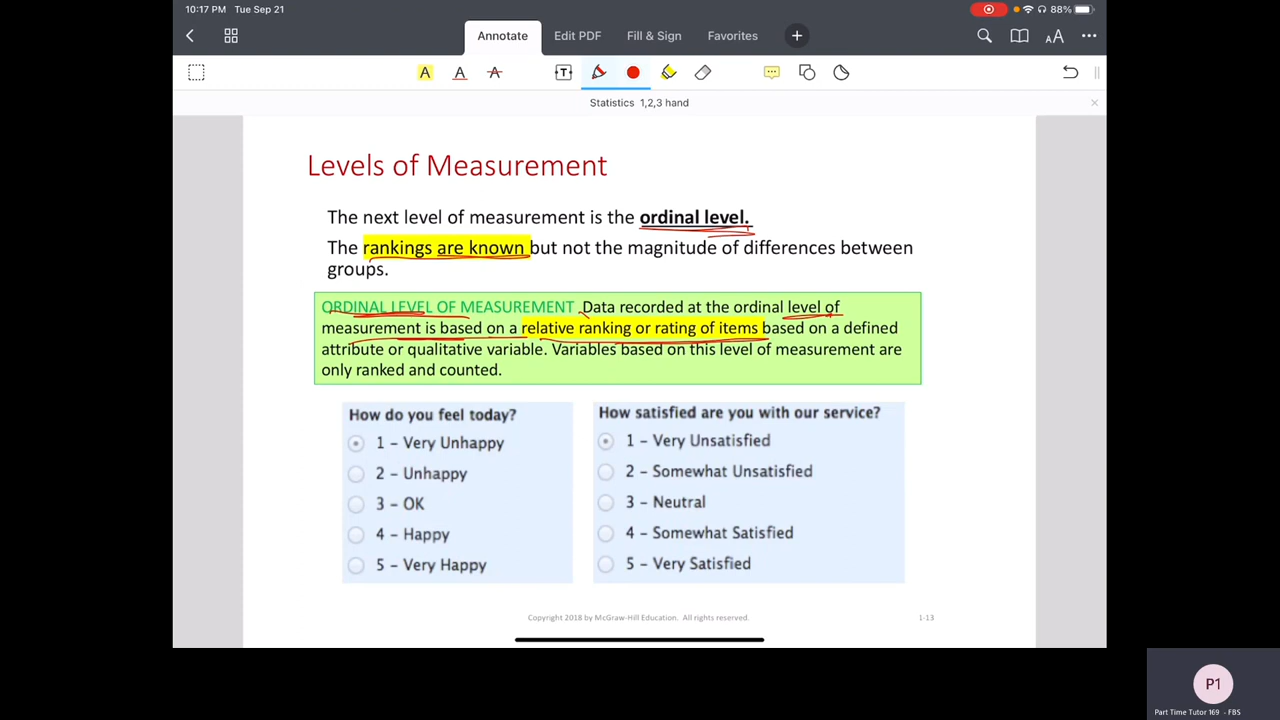 10:17 PM Tue Sep 21
88%
Annotate Edit PDF Fill & Sign Favorites
Statistics 1,2,3 hand
Levels of Measurement
The next level of measurement is the ordinal level.
The rankings are known but not the magnitude of differences between
groups.
ORDINAL LEVEL OF MEASUREMENT Data recorded at the ordinal level of
measurement is based on a relative ranking or rating of items based on a defined
attribute or qualitative variable. Variables based on this level of measurement are
only ranked and counted.
How do you feel today?
1 – Very Unhappy
2 – Unhappy
3 – OK
4 – Happy
5 – Very Happy
How satisfied are you with our service?
1 – Very Unsatisfied
2 – Somewhat Unsatisfied
3 – Neutral
4 – Somewhat Satisfied
5 – Very Satisfied
Copyright 2018 by McGraw-Hill Education. All rights reserved.
1-13
P1
Part Time Tutor 169 - FBS